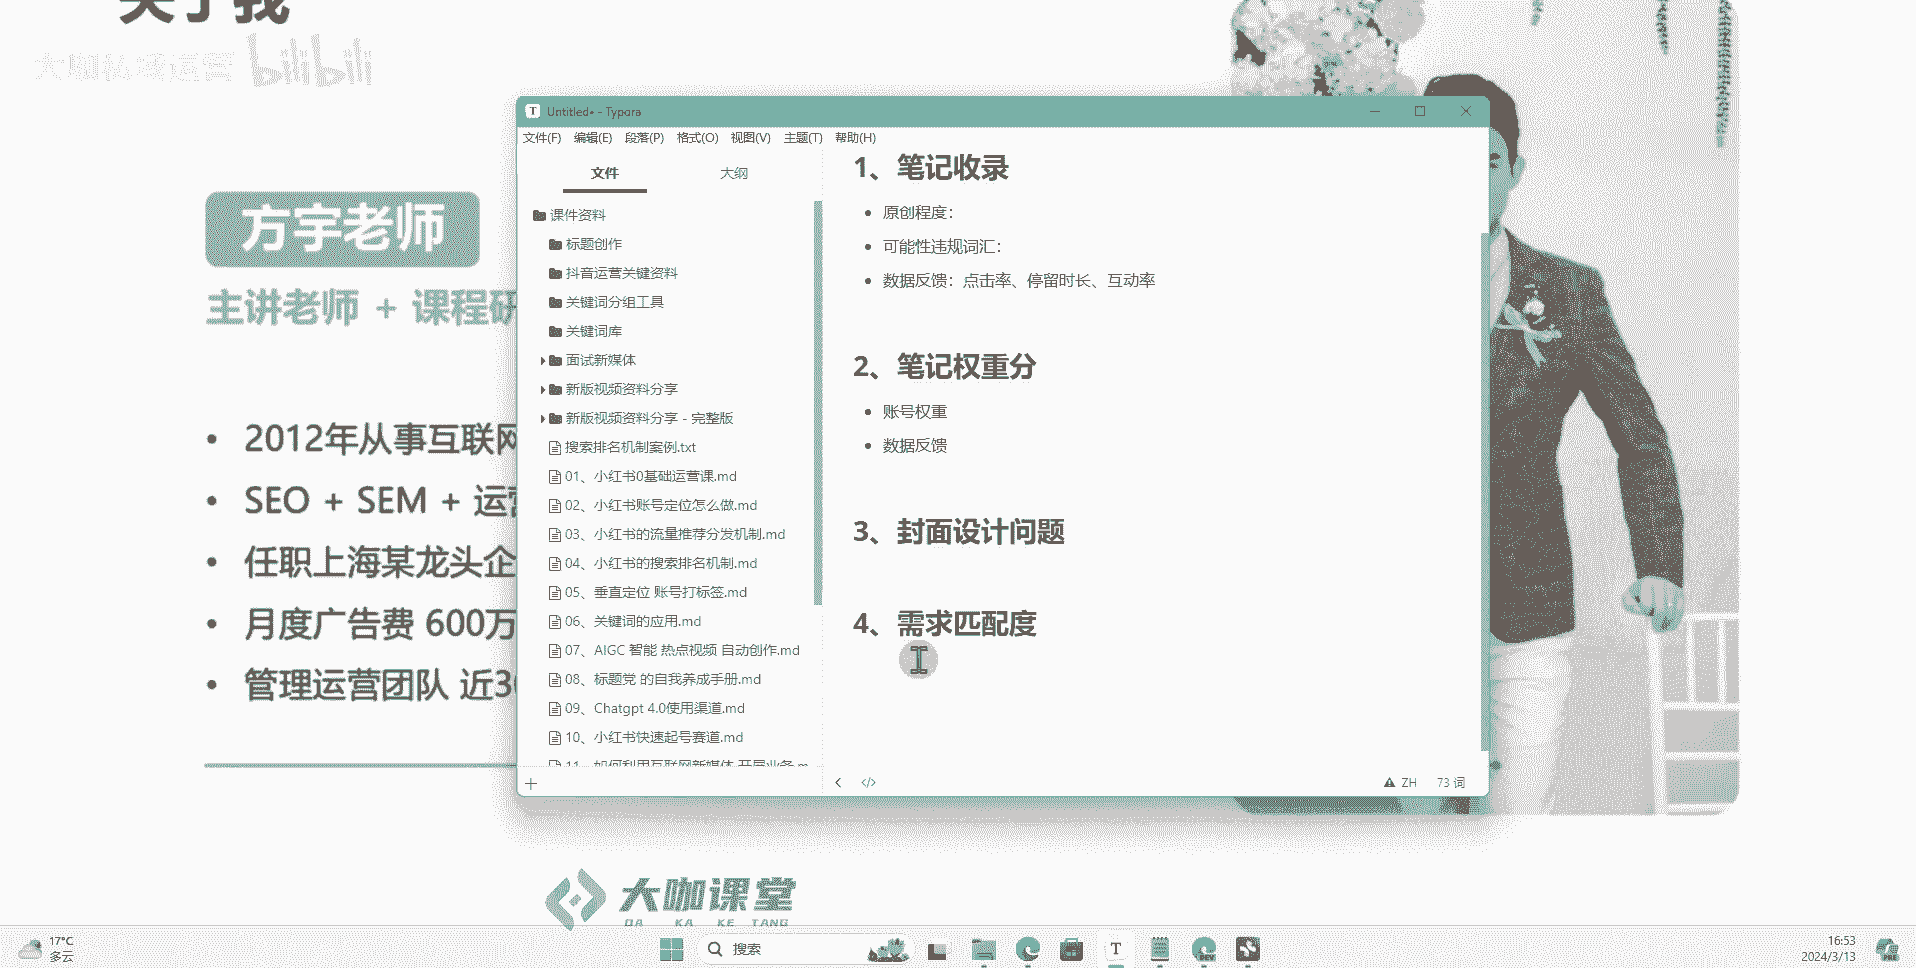 关于我
大咖私域运营 bilibili
方宇老师
主讲老师 + 课程研
2012年从事互联网
SEO + SEM + 运营
任职上海某龙头企
月度广告费 600万
管理运营团队 近30
Untitled• - Typora
文件(F) 编辑(E) 段落(P) 格式(O) 视图(V) 主题(T) 帮助(H)
文件 大纲
课件资料
标题创作
抖音运营关键资料
关键词分组工具
关键词库
面试新媒体
新版视频资料分享
新版视频资料分享 - 完整版
搜索排名机制案例.txt
01、小红书0基础运营课.md
02、小红书账号定位怎么做.md
03、小红书的流量推荐分发机制.md
04、小红书的搜索排名机制.md
05、垂直定位 账号打标签.md
06、关键词的应用.md
07、AIGC 智能 热点视频 自动创作.md
08、标题党 的自我养成手册.md
09、Chatgpt 4.0使用渠道.md
10、小红书快速起号赛道.md
11、如何利用互联网新媒体 开展业务.m
1、笔记收录
原创程度：
可能性违规词汇：
数据反馈：点击率、停留时长、互动率
2、笔记权重分
账号权重
数据反馈
3、封面设计问题
4、需求匹配度
ZH 73 词
大咖课堂
DA KA KE TANG
17°C
多云
搜索
T
DEV
16:53
2024/3/13
PRE